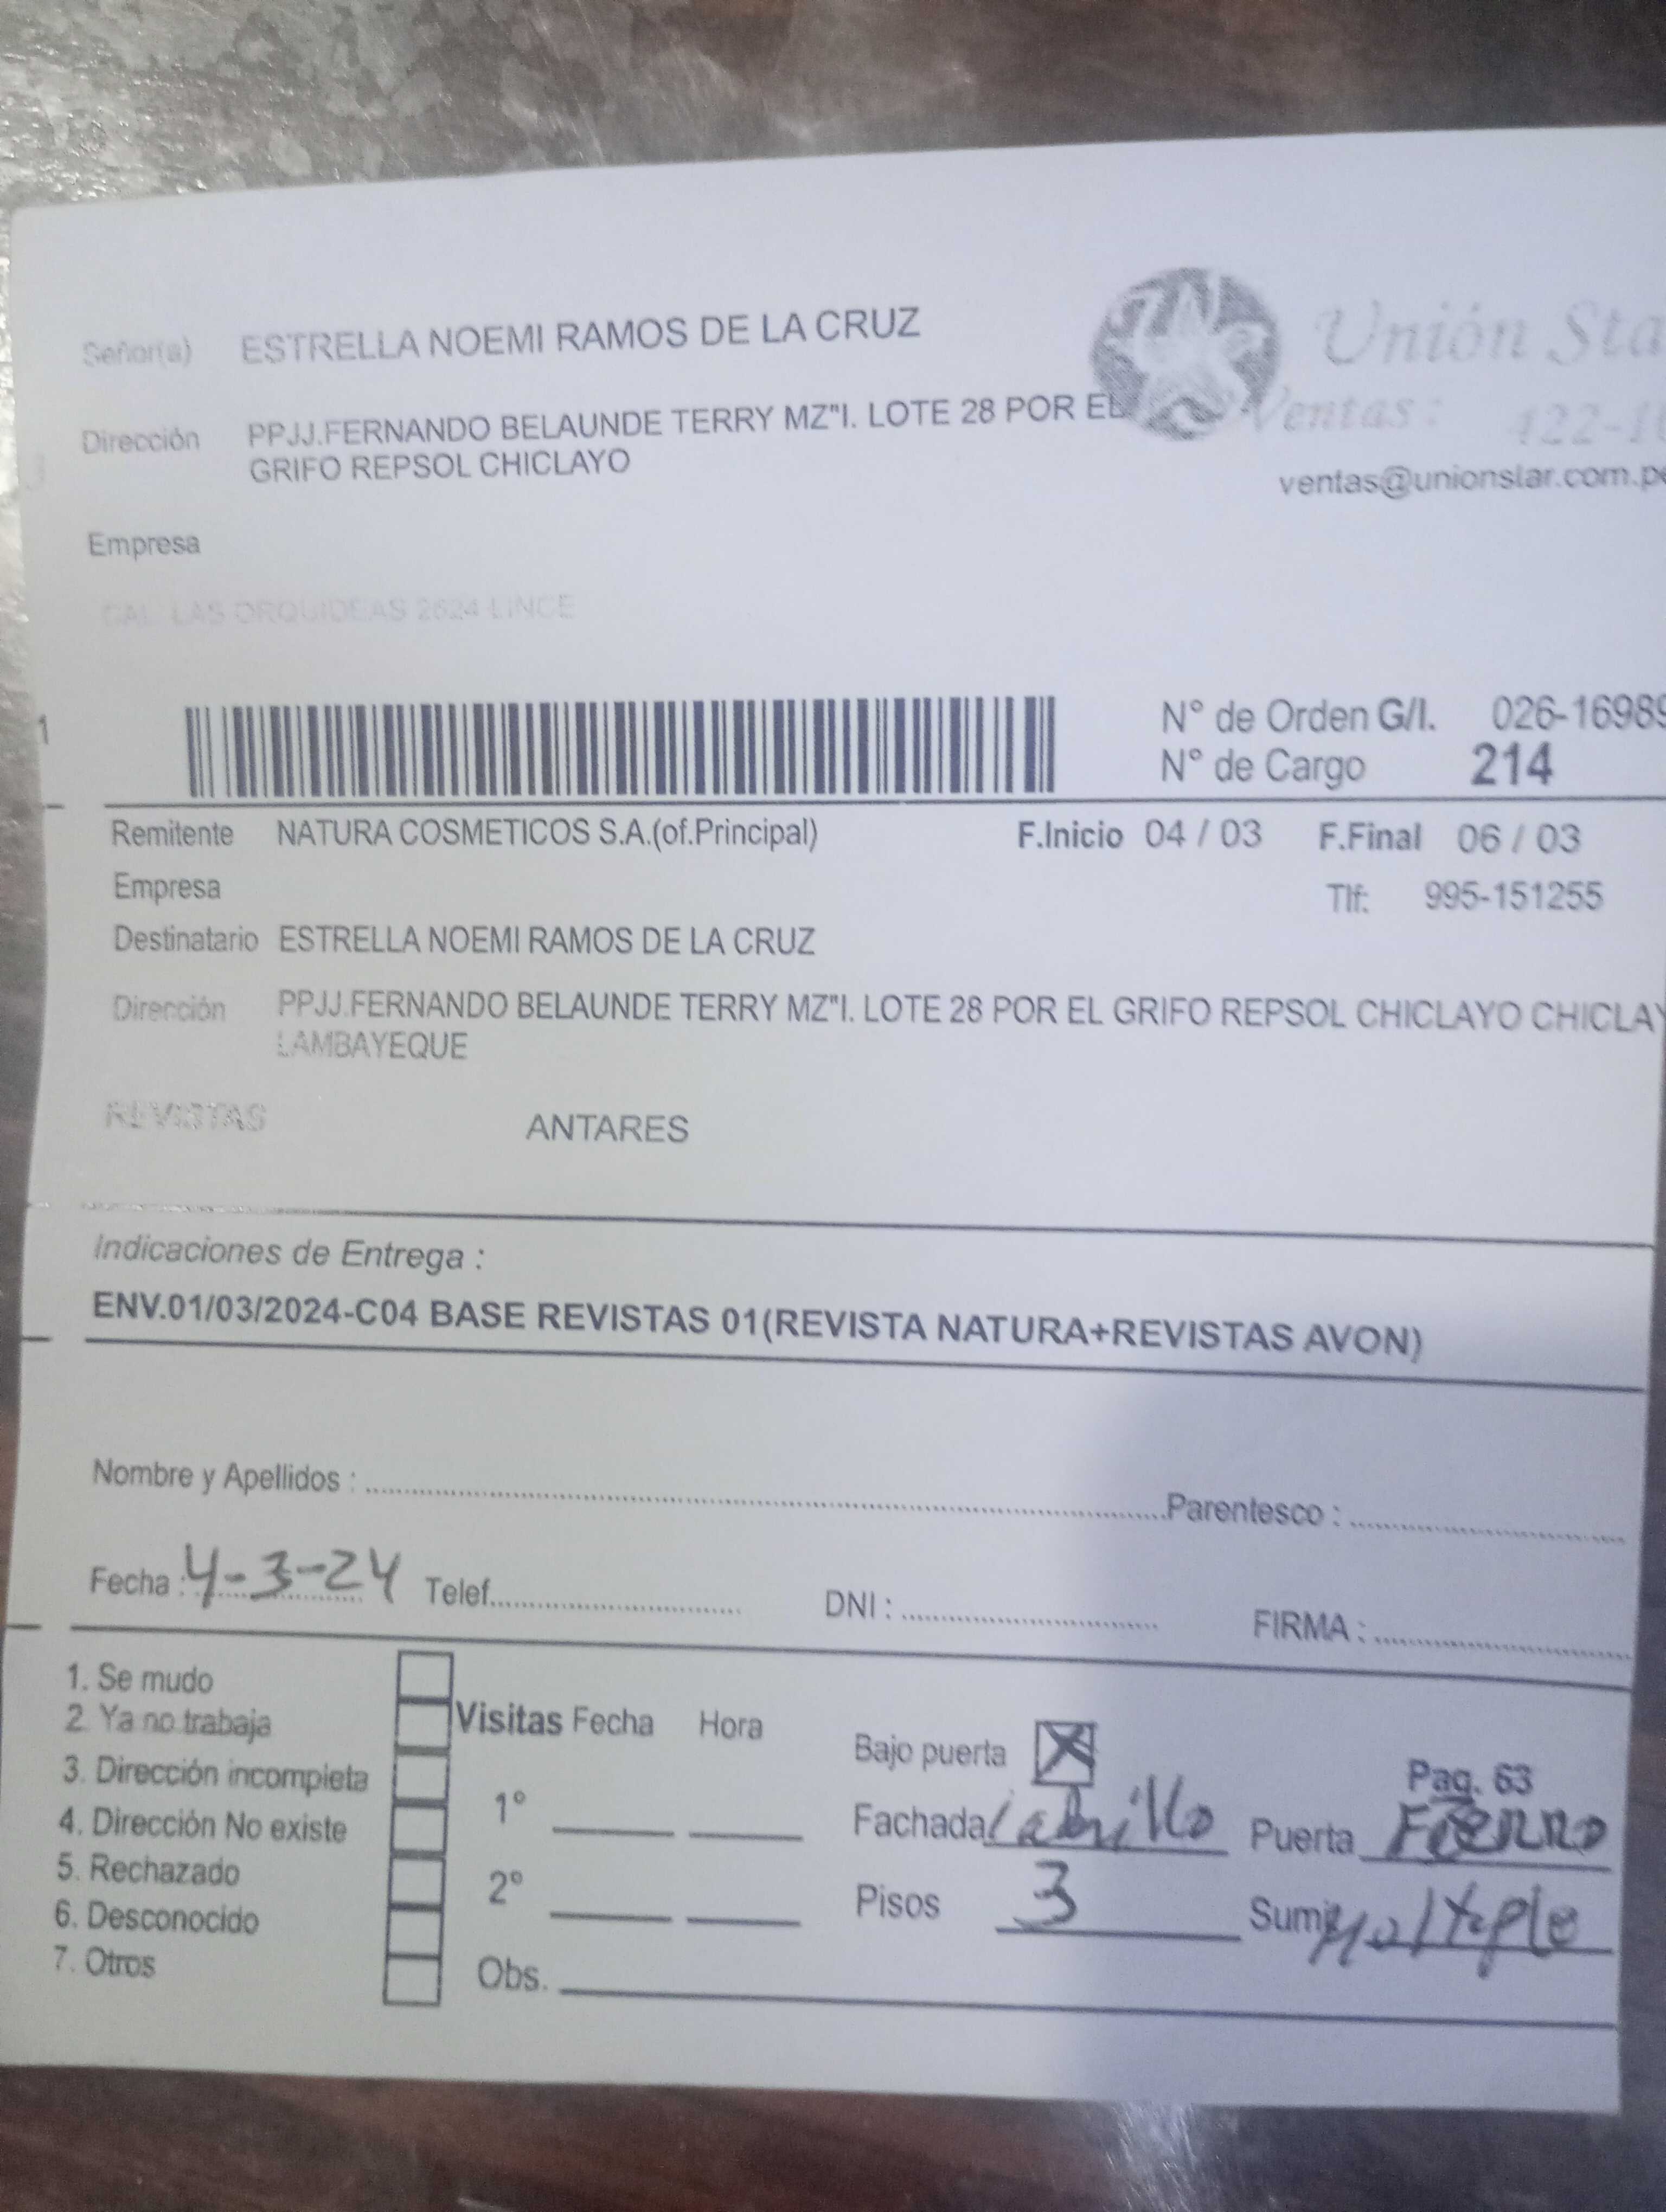 Señor(a) ESTRELLA NOEMI RAMOS DE LA CRUZ
Unión Sta
Dirección PPJJ.FERNANDO BELAUNDE TERRY MZ"I. LOTE 28 POR EL
GRIFO REPSOL CHICLAYO
Ventas: 422-1
ventas@unionstar.com.pe
Empresa
CAL LAS ORQUIDEAS 2624 LINCE
1
N° de Orden G/I. 026-16989
N° de Cargo 214
Remitente NATURA COSMETICOS S.A.(of.Principal) F.Inicio 04 / 03 F.Final 06 / 03
Empresa Tlf: 995-151255
Destinatario ESTRELLA NOEMI RAMOS DE LA CRUZ
Dirección PPJJ.FERNANDO BELAUNDE TERRY MZ"I. LOTE 28 POR EL GRIFO REPSOL CHICLAYO CHICLAY
LAMBAYEQUE
REVISTAS ANTARES
Indicaciones de Entrega :
ENV.01/03/2024-C04 BASE REVISTAS 01(REVISTA NATURA+REVISTAS AVON)
Nombre y Apellidos : Parentesco :
Fecha : 4-3-24 Telef. DNI : FIRMA :
1. Se mudo
2. Ya no trabaja
3. Dirección incompleta
4. Dirección No existe
5. Rechazado
6. Desconocido
7. Otros
Visitas Fecha Hora
1°
2°
Obs.
Bajo puerta X
Pag. 63
Fachada Ladrillo Puerta Fierro
Pisos 3 Sum Multiple